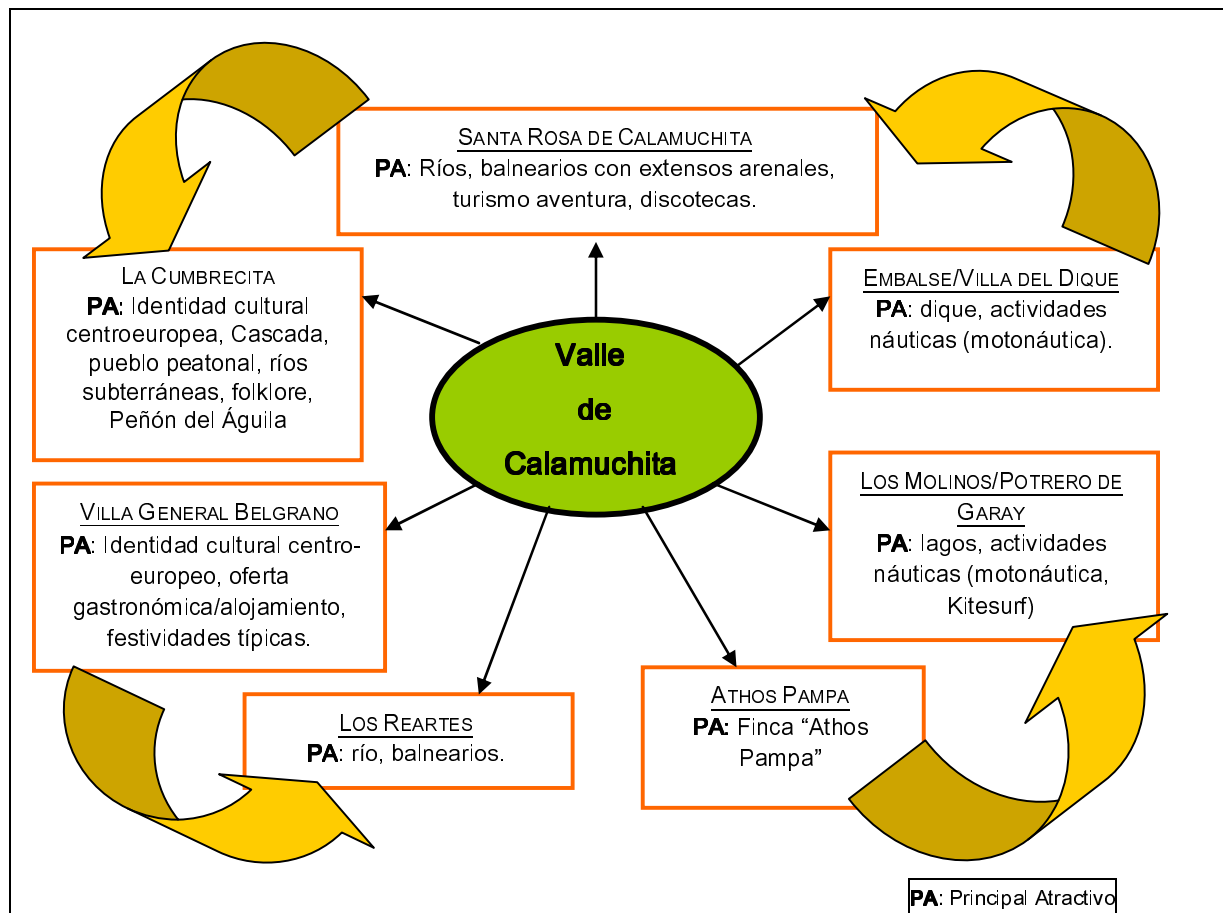 SANTA ROSA DE CALAMUCHITA
PA: Ríos, balnearios con extensos arenales,
turismo aventura, discotecas.
LA CUMBRECITA
PA: Identidad cultural
centroeuropea, Cascada,
pueblo peatonal, ríos
subterráneas, folklore,
Peñón del Águila
EMBALSE/VILLA DEL DIQUE
PA: dique, actividades
náuticas (motonáutica).
Valle
de
Calamuchita
VILLA GENERAL BELGRANO
PA: Identidad cultural centro-
europeo, oferta
gastronómica/alojamiento,
festividades típicas.
LOS MOLINOS/POTRERO DE
GARAY
PA: lagos, actividades
náuticas (motonáutica,
Kitesurf)
LOS REARTES
PA: río, balnearios.
ATHOS PAMPA
PA: Finca “Athos
Pampa”
PA: Principal Atractivo